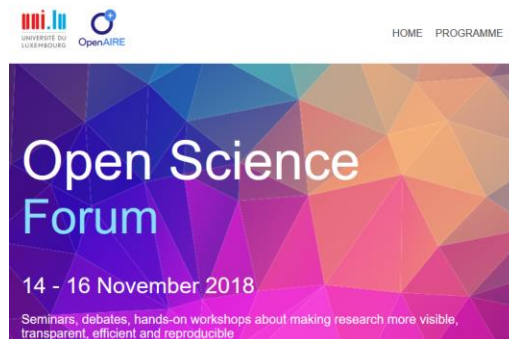 uni.lu
UNIVERSITÉ DU
LUXEMBOURG
OpenAIRE
HOME PROGRAMME
Open Science
Forum
14 - 16 November 2018
Seminars, debates, hands-on workshops about making research more visible,
transparent, efficient and reproducible